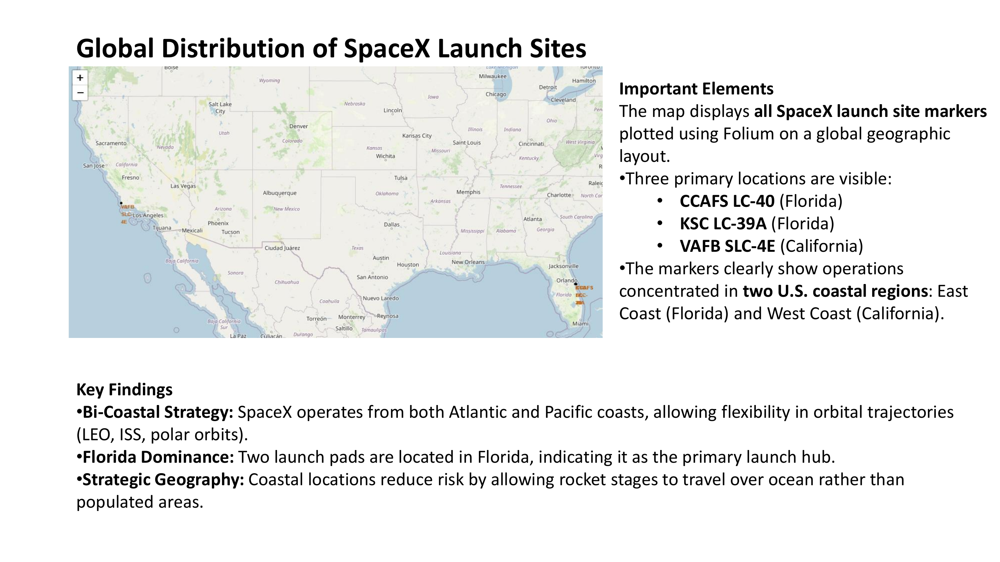 Global Distribution of SpaceX Launch Sites
+
−
Boise
Wyoming
Lake Michigan
Milwaukee
Toronto
Hamilton
Detroit
Chicago
Cleveland
Iowa
Nebraska
Salt Lake
City
Lincoln
Pen
Denver
Ohio
Illinois
Indiana
Utah
Kansas City
Colorado
Saint Louis
Cincinnati
West Virginia
Sacramento
Nevada
Kansas
Missouri
Wichita
Kentucky
Virg
San Jose
California
Fresno
Tulsa
Las Vegas
Raleig
Albuquerque
Oklahoma
Memphis
Tennessee
Charlotte
North Car
Arkansas
VAFB
SLC-
4E
Los Angeles
Arizona
New Mexico
South Carolina
Atlanta
Phoenix
Dallas
Tijuana
Mexicali
Tucson
Mississippi
Alabama
Georgia
Ciudad Juárez
Texas
Louisiana
Austin
Baja California
Houston
New Orleans
Jacksonville
Sonora
San Antonio
Chihuahua
Orlando
CCAFS
Florida
Nuevo Laredo
Coahuila
Torreón
Monterrey
Reynosa
Baja California
Sur
Saltillo
Tamaulipas
Miami
La Paz
Culiacán
Durango
Important Elements
The map displays all SpaceX launch site markers
plotted using Folium on a global geographic
layout.
•Three primary locations are visible:
• CCAFS LC-40 (Florida)
• KSC LC-39A (Florida)
• VAFB SLC-4E (California)
•The markers clearly show operations
concentrated in two U.S. coastal regions: East
Coast (Florida) and West Coast (California).
Key Findings
•Bi-Coastal Strategy: SpaceX operates from both Atlantic and Pacific coasts, allowing flexibility in orbital trajectories
(LEO, ISS, polar orbits).
•Florida Dominance: Two launch pads are located in Florida, indicating it as the primary launch hub.
•Strategic Geography: Coastal locations reduce risk by allowing rocket stages to travel over ocean rather than
populated areas.